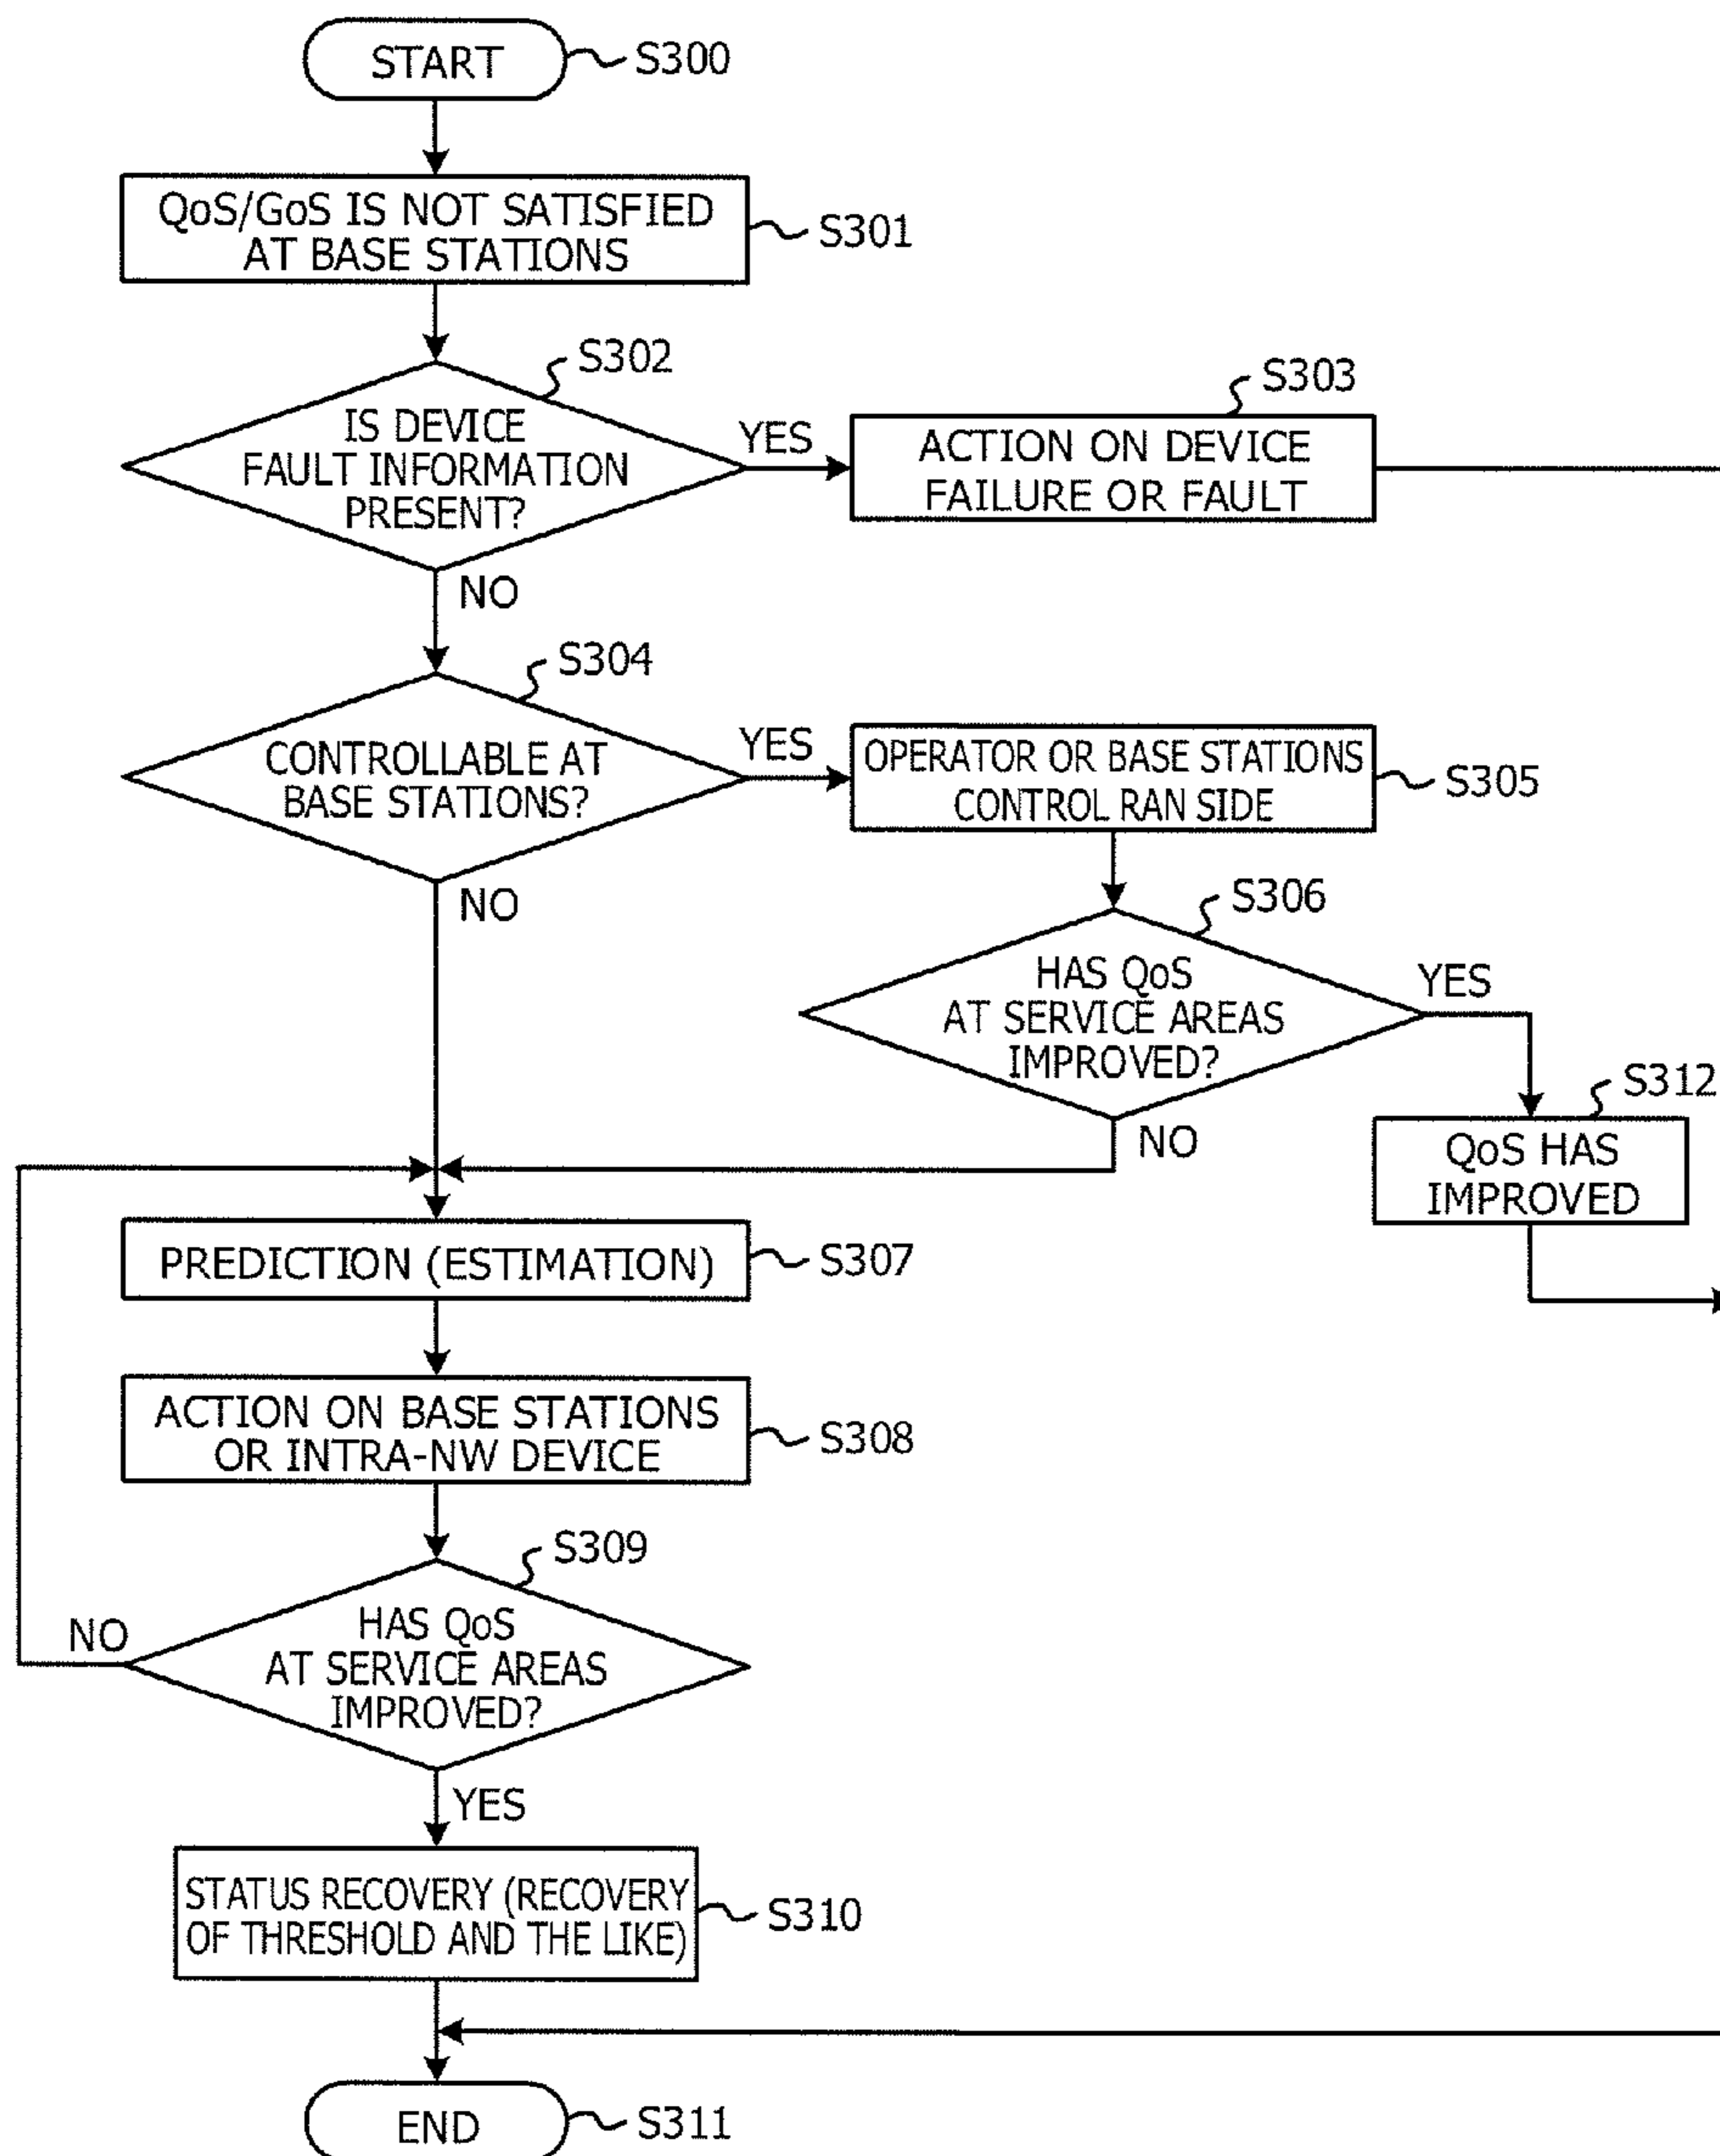 START
S300
QoS/GoS IS NOT SATISFIED
AT BASE STATIONS
S301
S302
IS DEVICE
FAULT INFORMATION
PRESENT?
YES
NO
S303
ACTION ON DEVICE
FAILURE OR FAULT
S304
CONTROLLABLE AT
BASE STATIONS?
YES
NO
OPERATOR OR BASE STATIONS
CONTROL RAN SIDE
S305
S306
HAS QoS
AT SERVICE AREAS
IMPROVED?
YES
NO
S312
QoS HAS
IMPROVED
PREDICTION (ESTIMATION)
S307
ACTION ON BASE STATIONS
OR INTRA-NW DEVICE
S308
S309
HAS QoS
AT SERVICE AREAS
IMPROVED?
NO
YES
STATUS RECOVERY (RECOVERY
OF THRESHOLD AND THE LIKE)
S310
END
S311